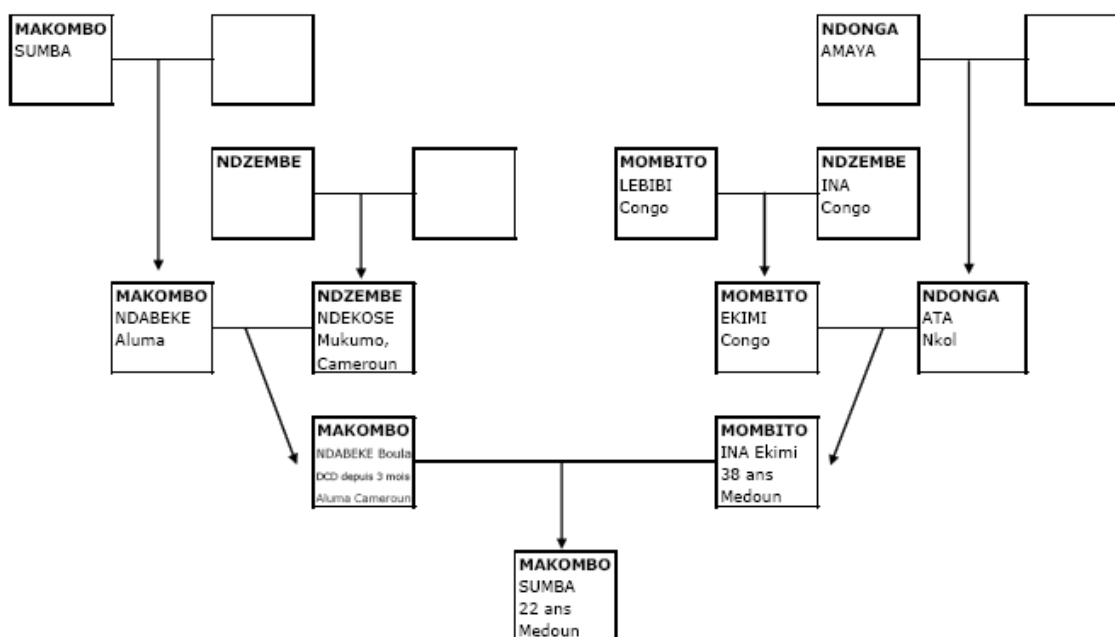 MAKOMBO
SUMBA
NDONGA
AMAYA
NDZEMBE
MOMBITO
LEBIBI
Congo
NDZEMBE
INA
Congo
MAKOMBO
NDABEKE
Aluma
NDZEMBE
NDEKOSE
Mukumo,
Cameroun
MOMBITO
EKIMI
Congo
NDONGA
ATA
Nkol
MAKOMBO
NDABEKE Boula
DCD depuis 3 mois
Aluma Cameroun
MOMBITO
INA Ekimi
38 ans
Medoun
MAKOMBO
SUMBA
22 ans
Medoun